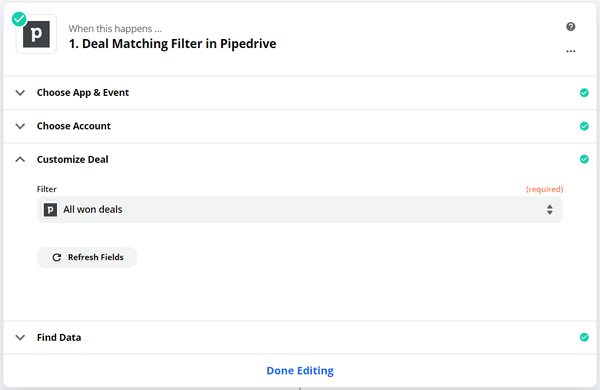 p
When this happens ...
1. Deal Matching Filter in Pipedrive
?
Choose App & Event
Choose Account
Customize Deal
Filter (required)
p All won deals
Refresh Fields
Find Data
Done Editing